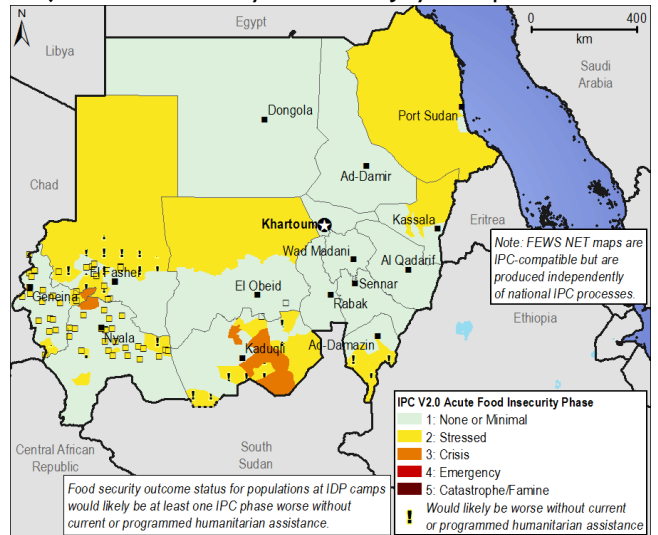 Egypt
0 400
km
Libya
Saudi
Arabia
Dongola
Port Sudan
Ad-Damir
Chad
Khartoum
Kassala
Eritrea
Wad Madani
Al Qadarif
Note: FEWS NET maps are
IPC-compatible but are
produced independently
of national IPC processes.
El Fasher
Geneina
El Obeid
Sennar
Rabak
Ethiopia
Nyala
Kaduqli
Ad-Damazin
Central African
Republic
South
Sudan
IPC V2.0 Acute Food Insecurity Phase
1: None or Minimal
2: Stressed
3: Crisis
4: Emergency
5: Catastrophe/Famine
! Would likely be worse without current
or programmed humanitarian assistance
Food security outcome status for populations at IDP camps
would likely be at least one IPC phase worse without
current or programmed humanitarian assistance.
N